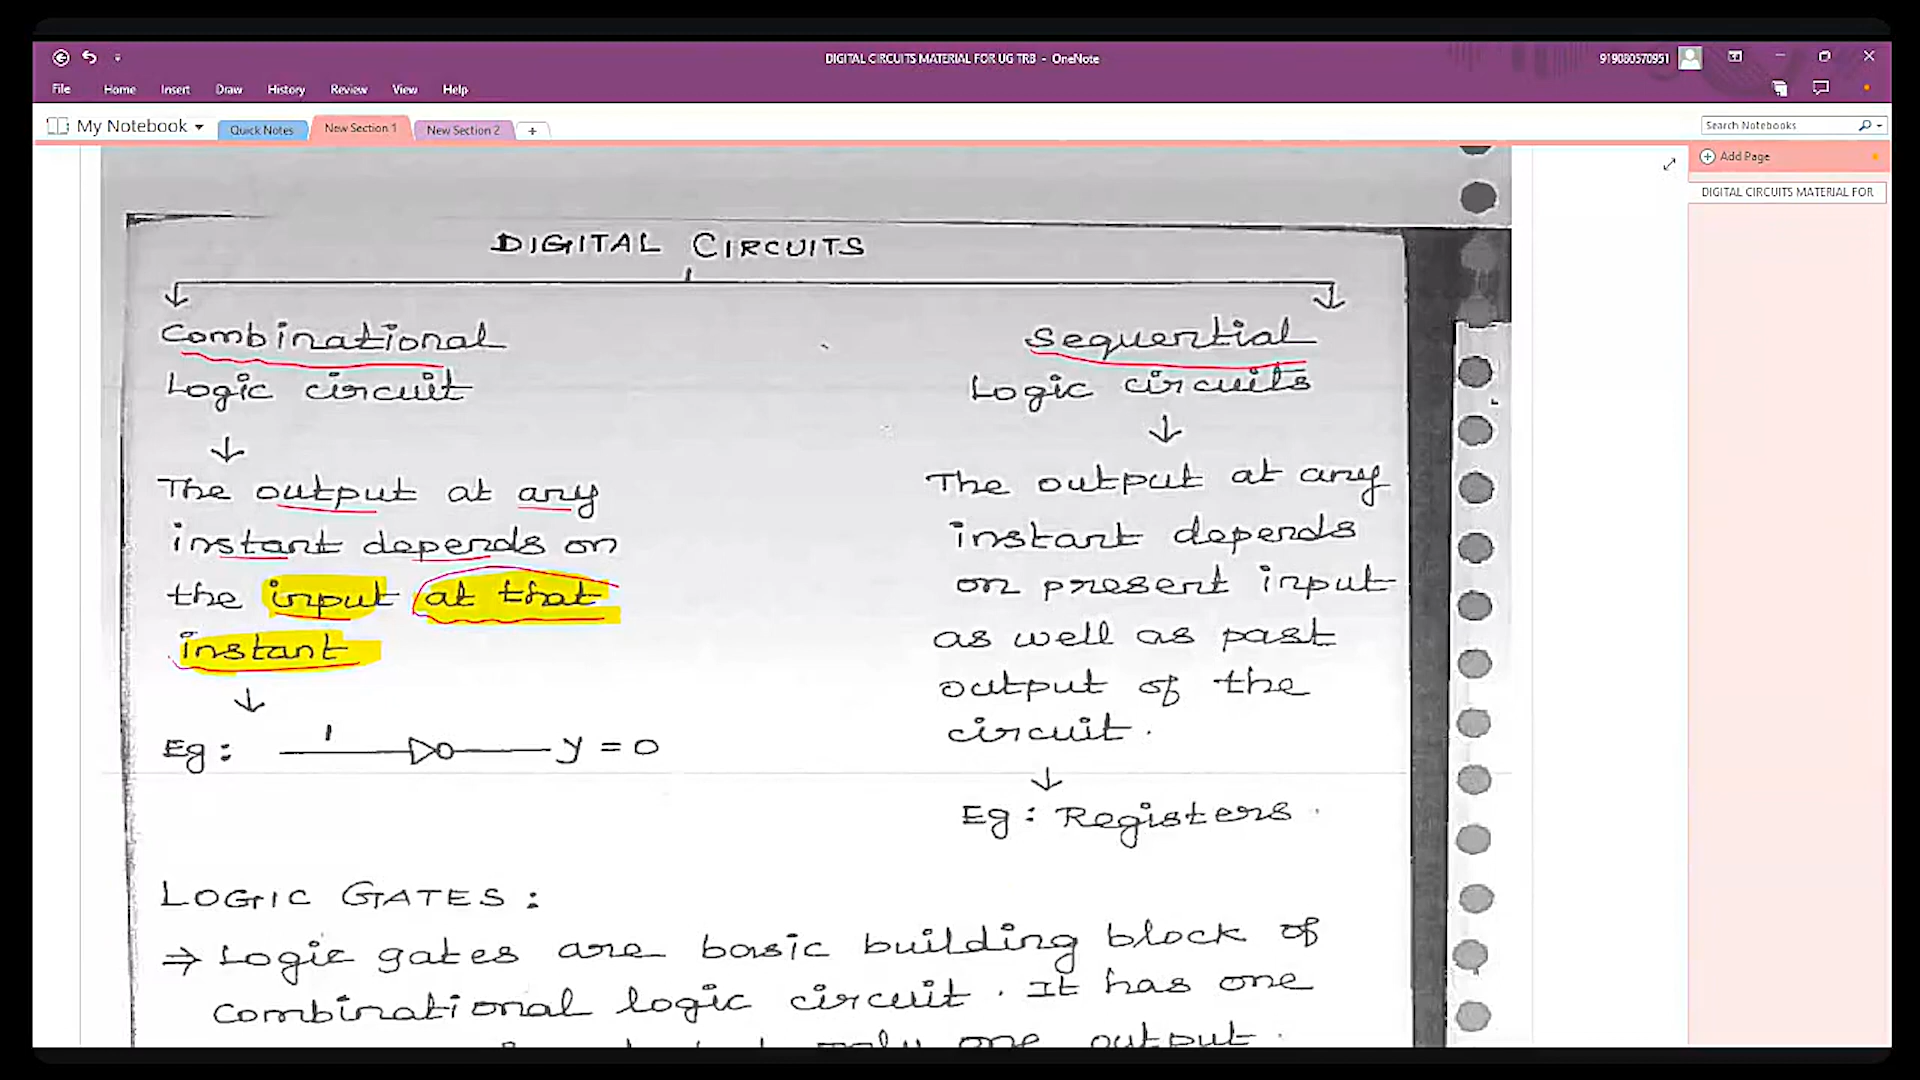 DIGITAL CIRCUITS MATERIAL FOR UG TRB - OneNote
919080570951
File Home Insert Draw History Review View Help
My Notebook
Quick Notes
New Section 1
New Section 2
Search Notebooks
Add Page
DIGITAL CIRCUITS MATERIAL FOR
DIGITAL CIRCUITS
Combinational
Logic circuit
The output at any
instant depends on
the input at that
instant
Eg : 1 y = 0
Sequential
Logic circuits
The output at any
instant depends
on present input
as well as past
output of the
circuit.
Eg : Registers.
LOGIC GATES :
⇒ Logic gates are basic building block of
combinational logic circuit. It has one
only one output.